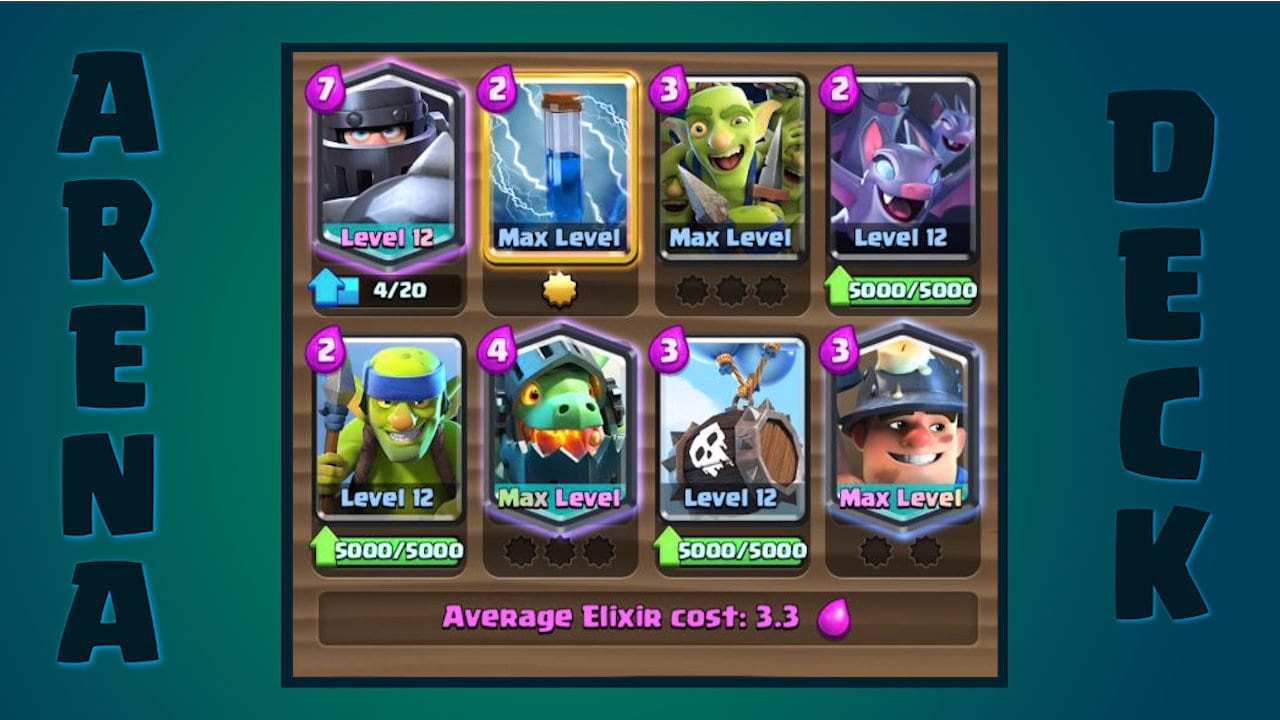 ARENA
7
2
3
2
Level 12
Max Level
Max Level
Level 12
4/20
5000/5000
2
4
3
3
Level 12
Max Level
Level 12
Max Level
5000/5000
5000/5000
Average Elixir cost: 3.3
DECK